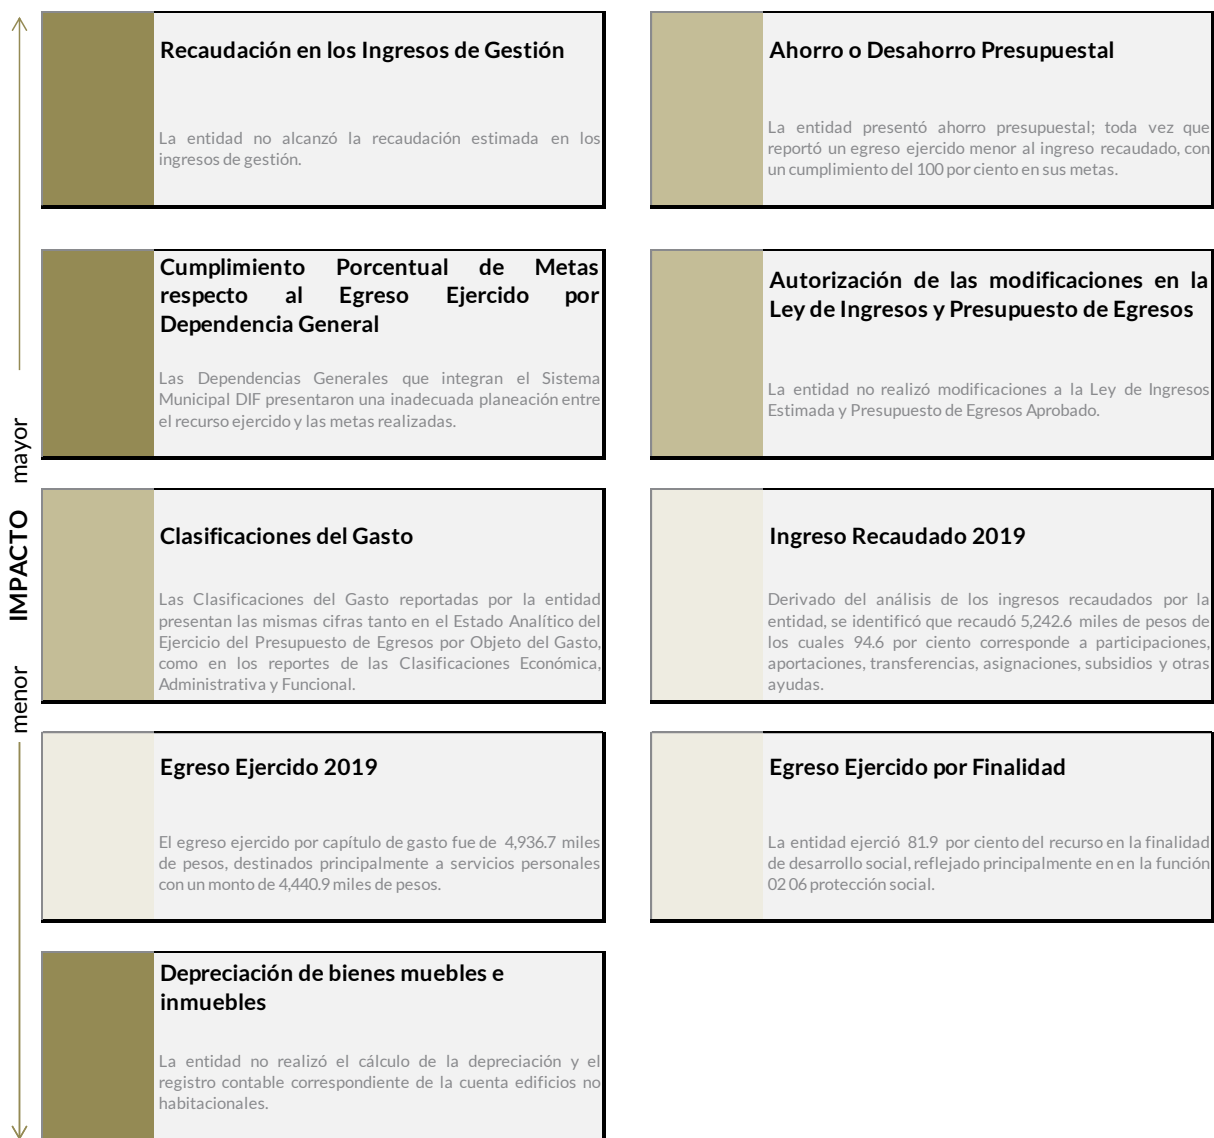 Recaudación en los Ingresos de Gestión
La entidad no alcanzó la recaudación estimada en los
ingresos de gestión.
Ahorro o Desahorro Presupuestal
La entidad presentó ahorro presupuestal; toda vez que
reportó un egreso ejercido menor al ingreso recaudado, con
un cumplimiento del 100 por ciento en sus metas.
Cumplimiento Porcentual de Metas
respecto al Egreso Ejercido por
Dependencia General
Las Dependencias Generales que integran el Sistema
Municipal DIF presentaron una inadecuada planeación entre
el recurso ejercido y las metas realizadas.
Autorización de las modificaciones en la
Ley de Ingresos y Presupuesto de Egresos
La entidad no realizó modificaciones a la Ley de Ingresos
Estimada y Presupuesto de Egresos Aprobado.
menor IMPACTO mayor
Clasificaciones del Gasto
Las Clasificaciones del Gasto reportadas por la entidad
presentan las mismas cifras tanto en el Estado Analítico del
Ejercicio del Presupuesto de Egresos por Objeto del Gasto,
como en los reportes de las Clasificaciones Económica,
Administrativa y Funcional.
Ingreso Recaudado 2019
Derivado del análisis de los ingresos recaudados por la
entidad, se identificó que recaudó 5,242.6 miles de pesos de
los cuales 94.6 por ciento corresponde a participaciones,
aportaciones, transferencias, asignaciones, subsidios y otras
ayudas.
Egreso Ejercido 2019
El egreso ejercido por capítulo de gasto fue de 4,936.7 miles
de pesos, destinados principalmente a servicios personales
con un monto de 4,440.9 miles de pesos.
Egreso Ejercido por Finalidad
La entidad ejerció 81.9 por ciento del recurso en la finalidad
de desarrollo social, reflejado principalmente en en la función
02 06 protección social.
Depreciación de bienes muebles e
inmuebles
La entidad no realizó el cálculo de la depreciación y el
registro contable correspondiente de la cuenta edificios no
habitacionales.